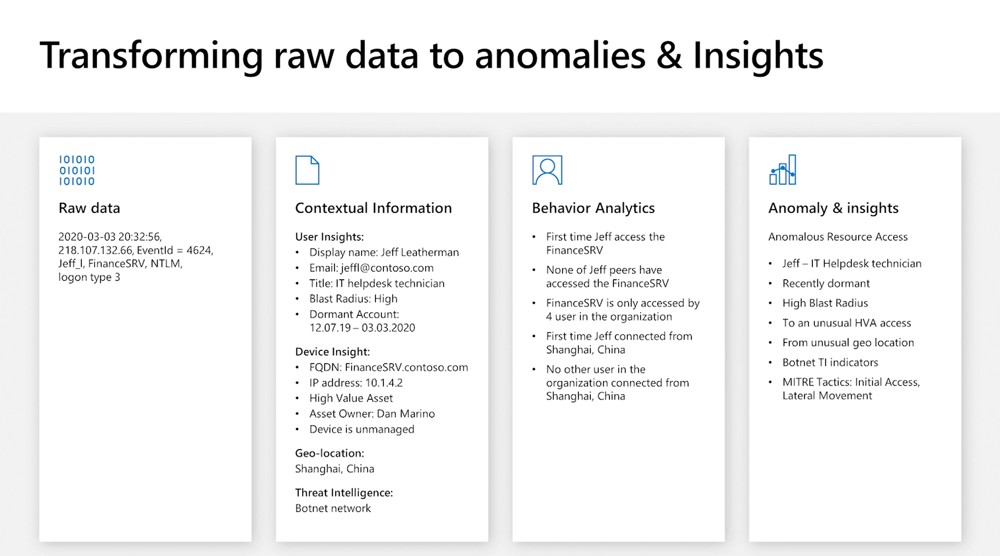 Transforming raw data to anomalies & Insights
101010
010101
101010
Raw data
2020-03-03 20:32:56,
218.107.132.66, EventId = 4624,
Jeff_l, FinanceSRV, NTLM,
logon type 3
Contextual Information
User Insights:
• Display name: Jeff Leatherman
• Email: jeffl@contoso.com
• Title: IT helpdesk technician
• Blast Radius: High
• Dormant Account:
12.07.19 – 03.03.2020
Device Insight:
• FQDN: FinanceSRV.contoso.com
• IP address: 10.1.4.2
• High Value Asset
• Asset Owner: Dan Marino
• Device is unmanaged
Geo-location:
Shanghai, China
Threat Intelligence:
Botnet network
Behavior Analytics
• First time Jeff access the
FinanceSRV
• None of Jeff peers have
accessed the FinanceSRV
• FinanceSRV is only accessed by
4 user in the organization
• First time Jeff connected from
Shanghai, China
• No other user in the
organization connected from
Shanghai, China
Anomaly & insights
Anomalous Resource Access
• Jeff – IT Helpdesk technician
• Recently dormant
• High Blast Radius
• To an unusual HVA access
• From unusual geo location
• Botnet TI indicators
• MITRE Tactics: Initial Access,
Lateral Movement